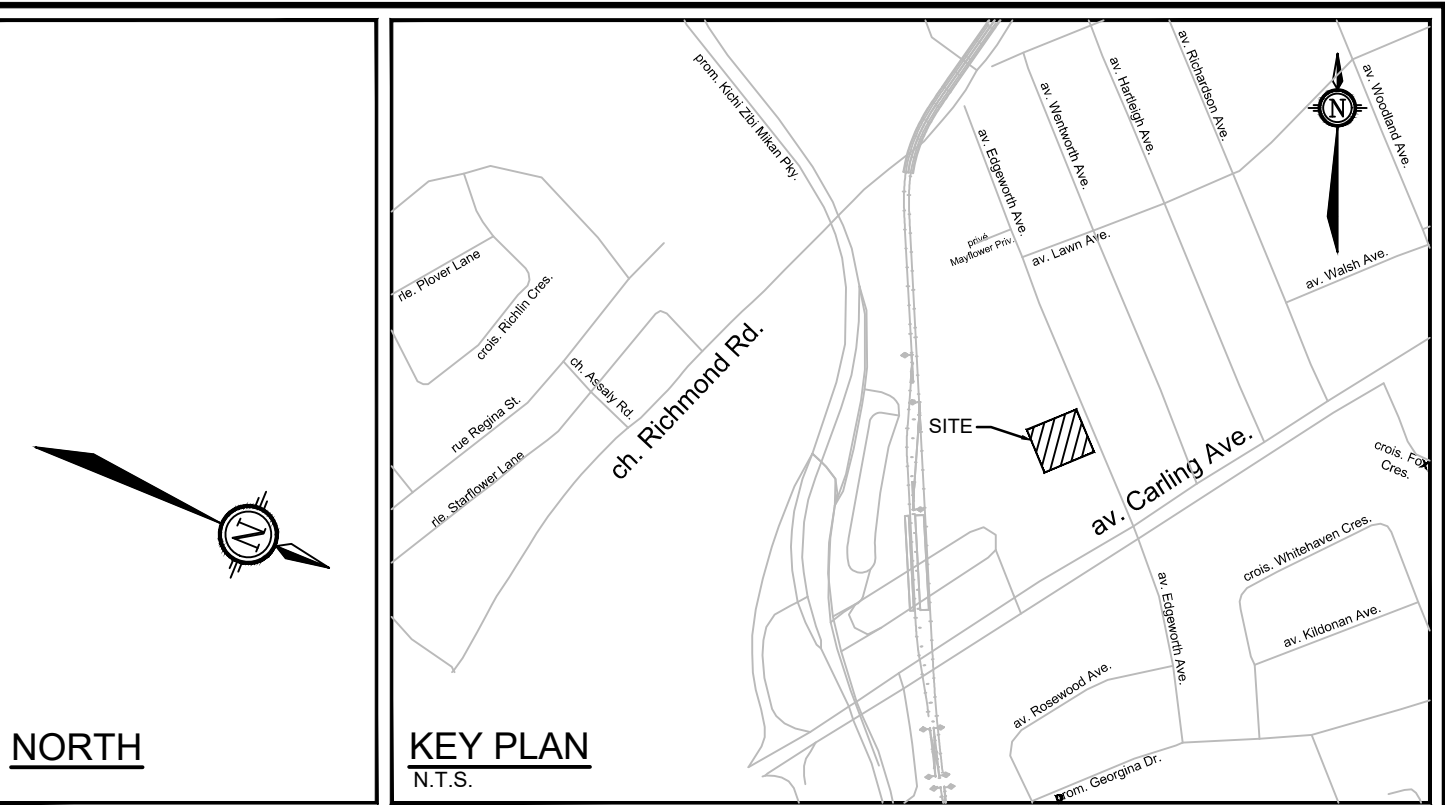 N
NORTH
prom. Kichi Zibi Mikan Pky.
av. Edgeworth Ave.
av. Wentworth Ave.
av. Hartleigh Ave.
av. Richardson Ave.
N
av. Woodland Ave.
privé
Mayflower Priv.
av. Lawn Ave.
av. Walsh Ave.
rle. Plover Lane
crois. Richlin Cres.
ch. Assaly Rd.
ch. Richmond Rd.
rue Regina St.
rle. Starflower Lane
SITE
av. Carling Ave.
crois. Fox
Cres.
crois. Whitehaven Cres.
av. Kildonan Ave.
av. Edgeworth Ave.
av. Rosewood Ave.
prom. Georgina Dr.
KEY PLAN
N.T.S.